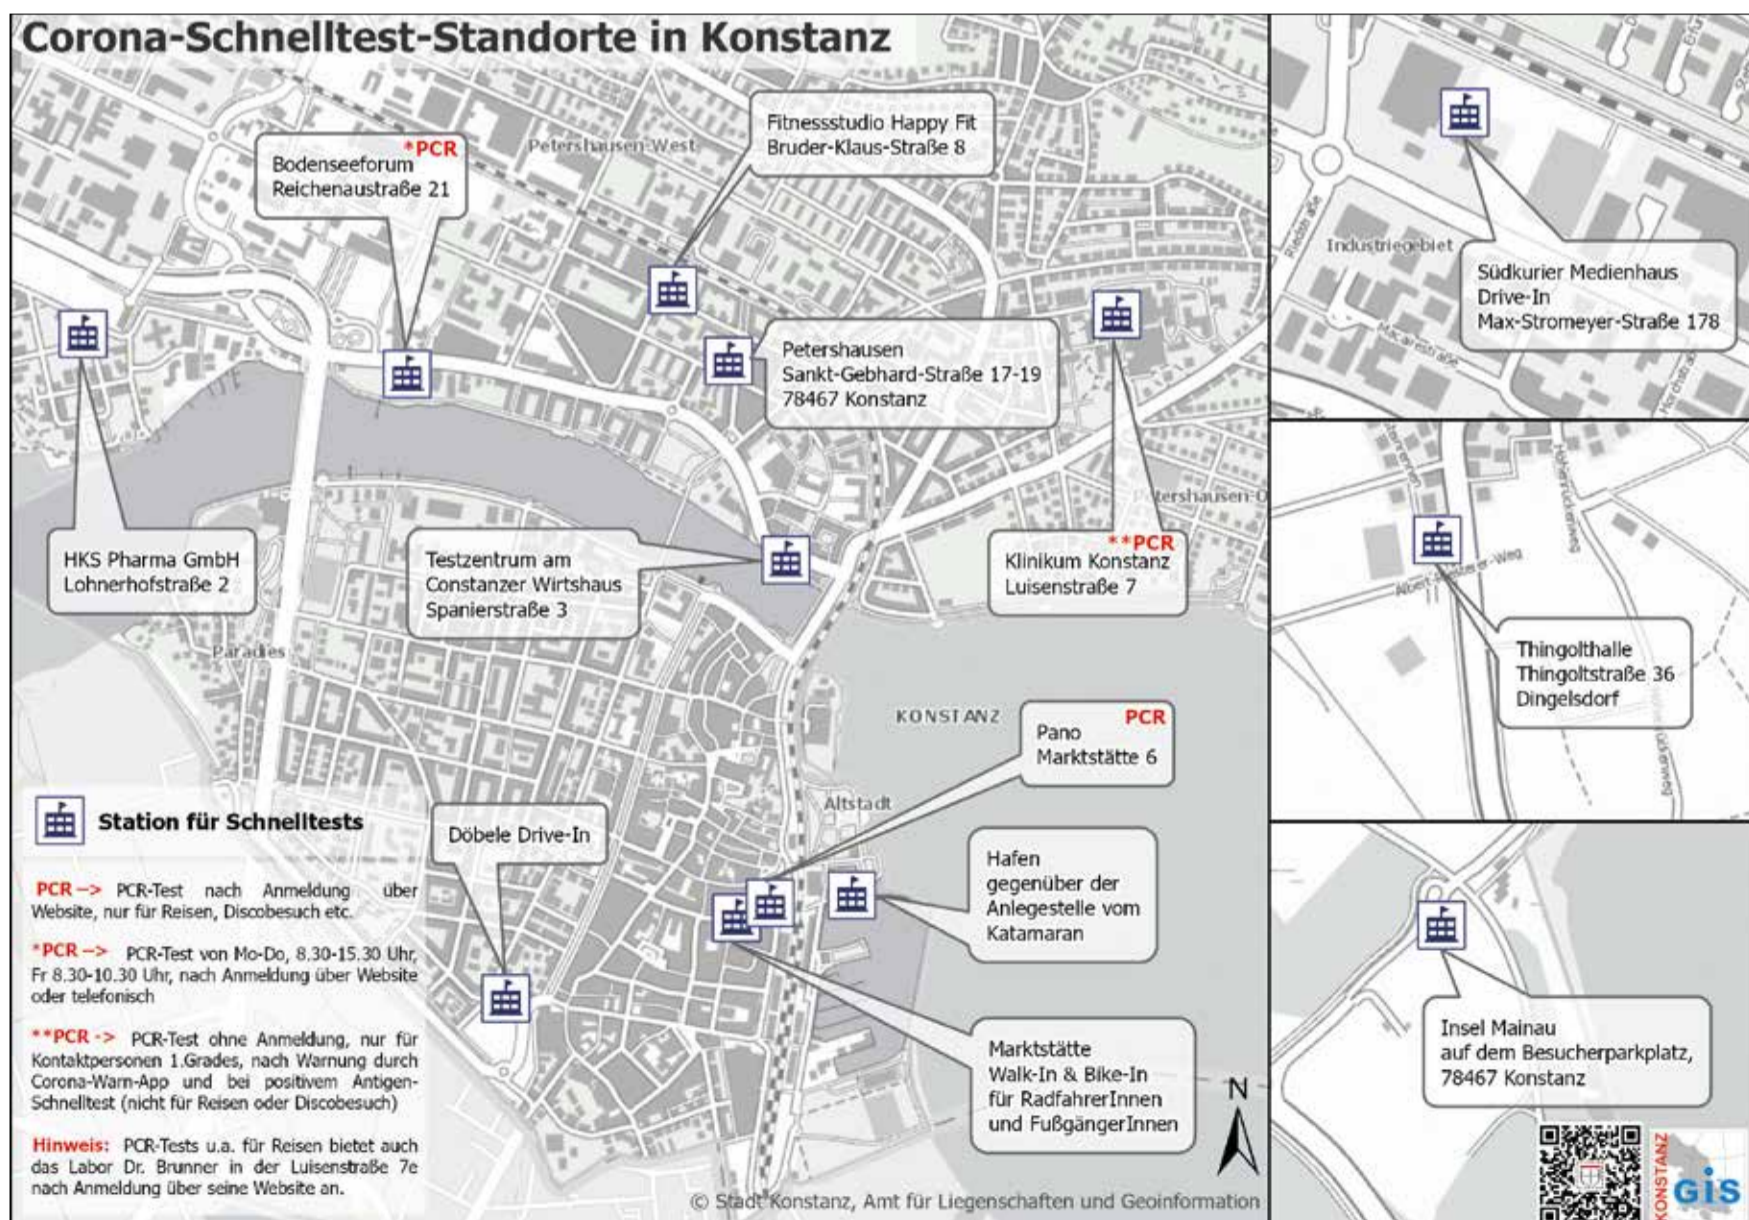 Corona-Schnelltest-Standorte in Konstanz
*PCR
Bodenseeforum
Reichenaustraße 21
Petershausen-West
Fitnessstudio Happy Fit
Bruder-Klaus-Straße 8
Petershausen
Sankt-Gebhard-Straße 17-19
78467 Konstanz
HKS Pharma GmbH
Lohnerhofstraße 2
Testzentrum am
Constanzer Wirtshaus
Spanierstraße 3
Petershausen-O
**PCR
Klinikum Konstanz
Luisenstraße 7
Paradies
KONSTANZ
PCR
Pano
Marktstätte 6
Altstadt
Döbele Drive-In
Hafen
gegenüber der
Anlegestelle vom
Katamaran
Marktstätte
Walk-In & Bike-In
für RadfahrerInnen
und FußgängerInnen
N
Station für Schnelltests
PCR –> PCR-Test nach Anmeldung über
Website, nur für Reisen, Discobesuch etc.
*PCR –> PCR-Test von Mo-Do, 8.30-15.30 Uhr,
Fr 8.30-10.30 Uhr, nach Anmeldung über Website
oder telefonisch
**PCR -> PCR-Test ohne Anmeldung, nur für
Kontaktpersonen 1.Grades, nach Warnung durch
Corona-Warn-App und bei positivem Antigen-
Schnelltest (nicht für Reisen oder Discobesuch)
Hinweis: PCR-Tests u.a. für Reisen bietet auch
das Labor Dr. Brunner in der Luisenstraße 7e
nach Anmeldung über seine Website an.
© Stadt Konstanz, Amt für Liegenschaften und Geoinformation
Riedstraße
Industriegebiet
Macairestraße
Südkurier Medienhaus
Drive-In
Max-Stromeyer-Straße 178
Hohenrückenweg
Thingolthalle
Thingoltstraße 36
Dingelsdorf
Insel Mainau
auf dem Besucherparkplatz,
78467 Konstanz
KONSTANZ
GIS